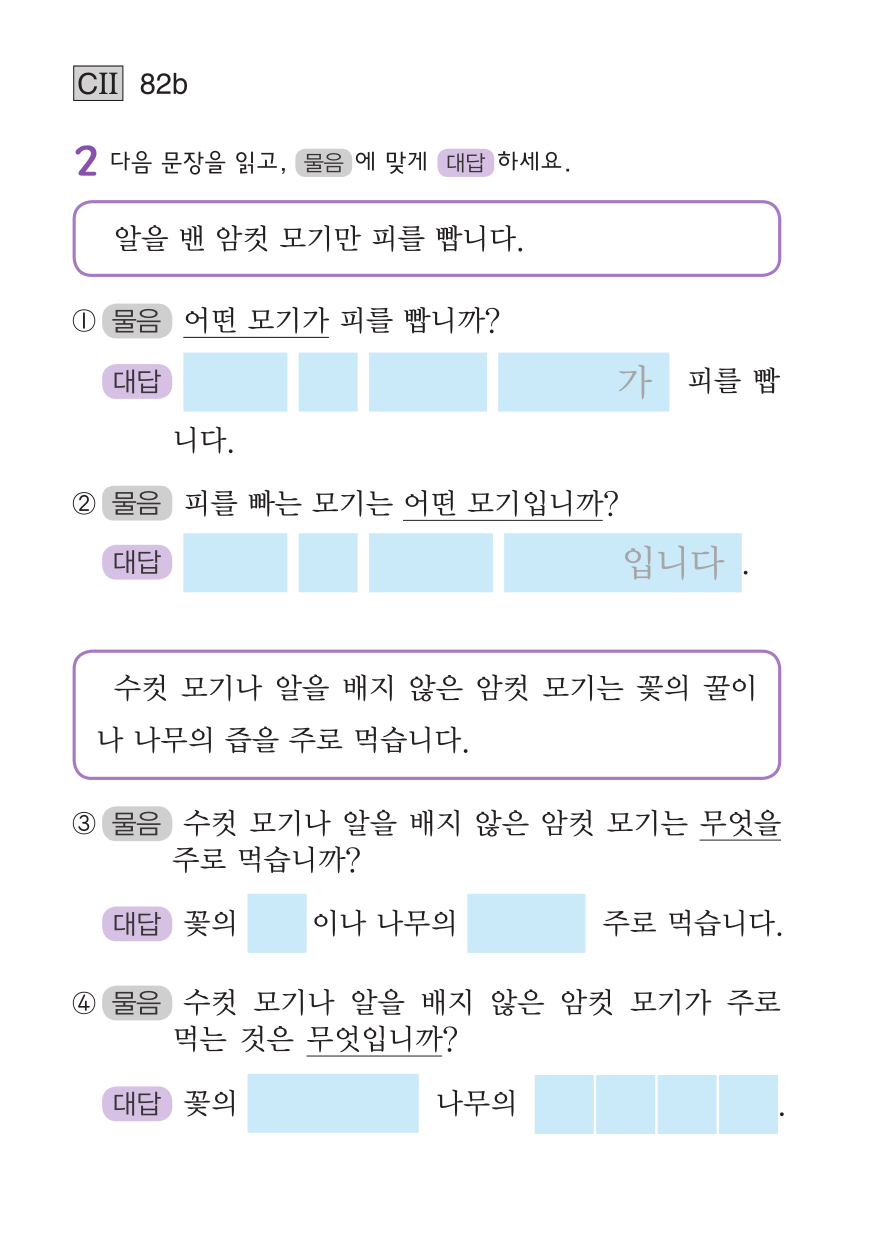 CII 82b
2 다음 문장을 읽고, 물음 에 맞게 대답 하세요.
알을 밴 암컷 모기만 피를 빱니다.
① 물음 어떤 모기가 피를 빱니까?
대답 가 피를 빱
니다.
② 물음 피를 빠는 모기는 어떤 모기입니까?
대답 입니다.
수컷 모기나 알을 배지 않은 암컷 모기는 꽃의 꿀이
나 나무의 즙을 주로 먹습니다.
③ 물음 수컷 모기나 알을 배지 않은 암컷 모기는 무엇을
주로 먹습니까?
대답 꽃의 이나 나무의 주로 먹습니다.
④ 물음 수컷 모기나 알을 배지 않은 암컷 모기가 주로
먹는 것은 무엇입니까?
대답 꽃의 나무의 .